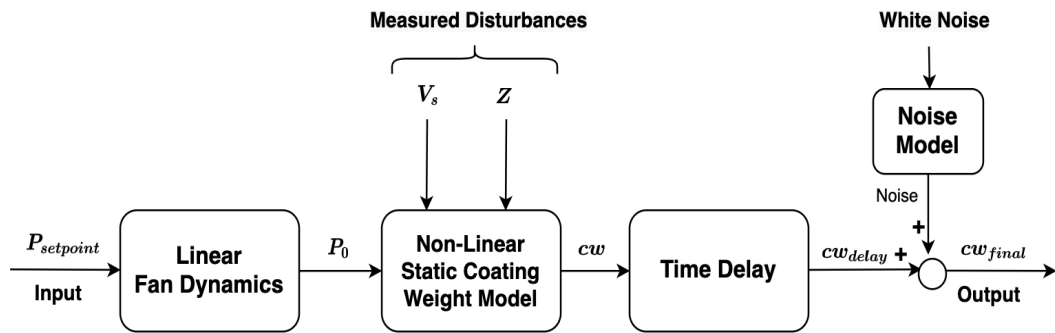 Measured Disturbances
White Noise
V_s
Z
Noise
Model
Noise
+
P_setpoint
Input
Linear
Fan Dynamics
P_0
Non-Linear
Static Coating
Weight Model
cw
Time Delay
cw_delay +
cw_final
Output